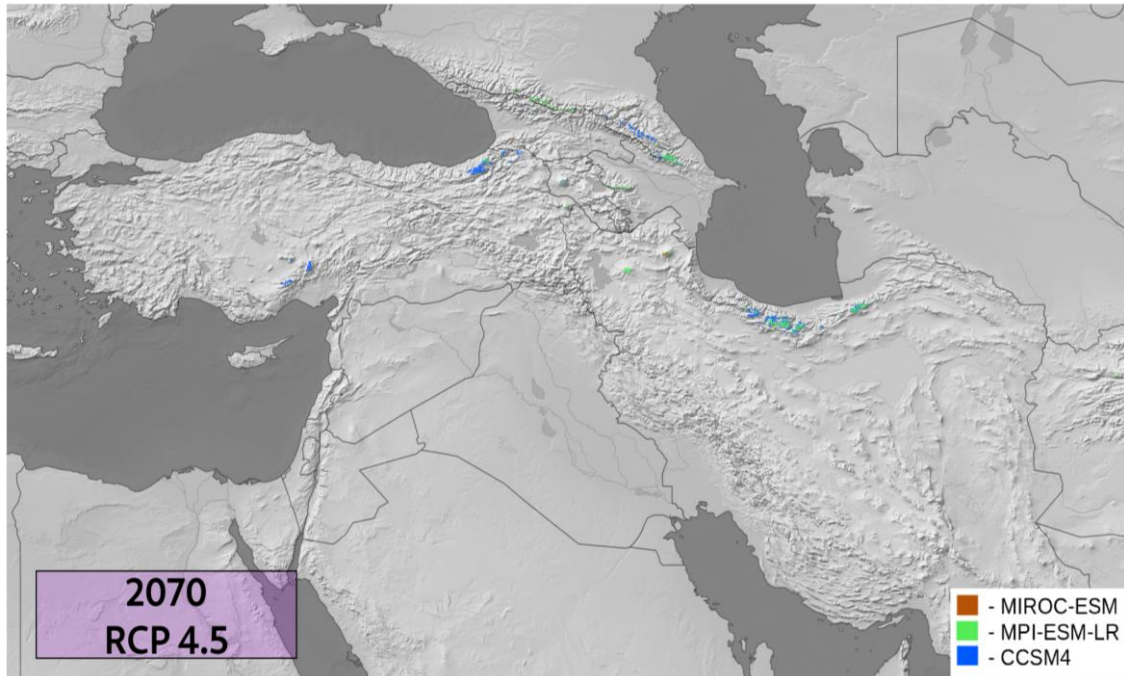 2070
RCP 4.5
- MIROC-ESM
- MPI-ESM-LR
- CCSM4